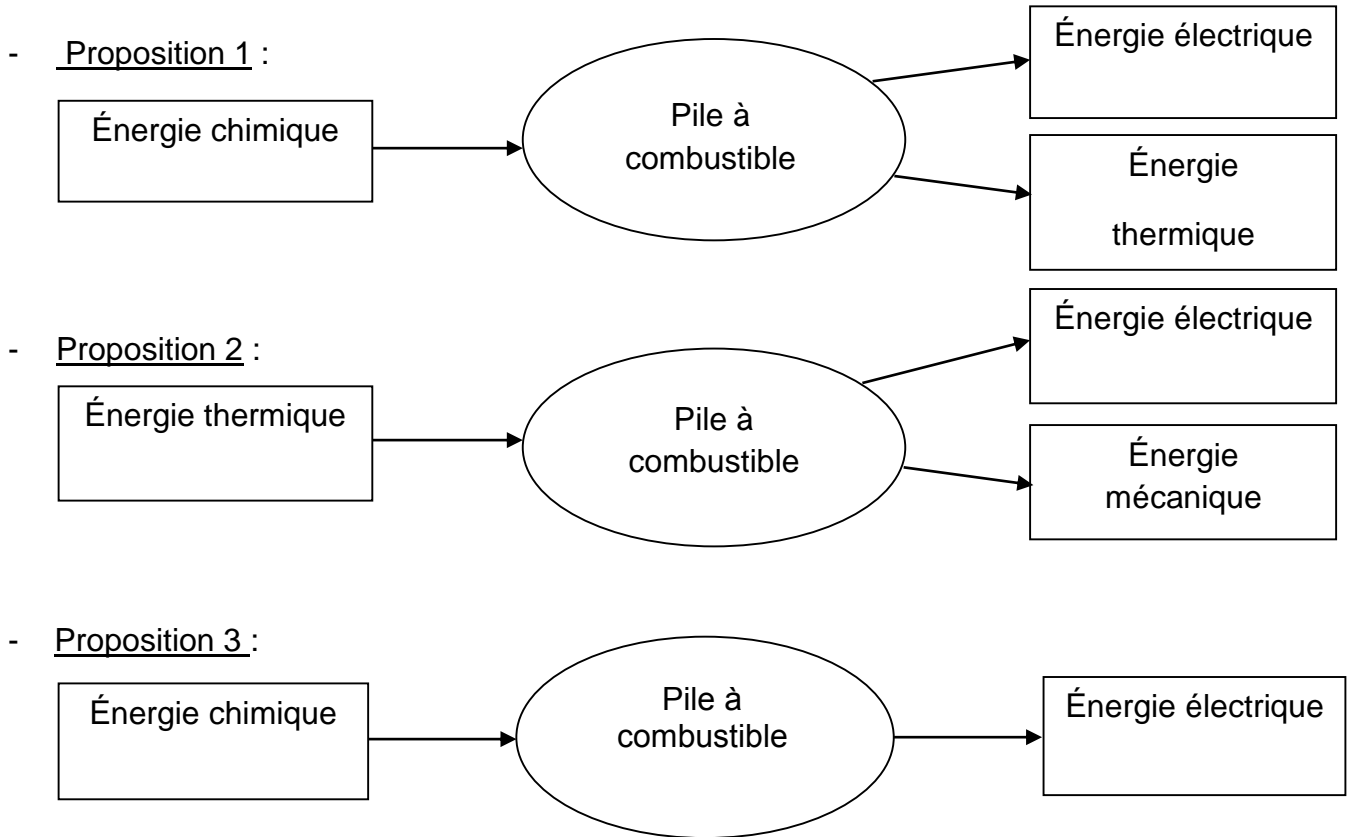 - Proposition 1 :
Énergie chimique
Pile à
combustible
Énergie électrique
Énergie
thermique
- Proposition 2 :
Énergie thermique
Pile à
combustible
Énergie électrique
Énergie
mécanique
- Proposition 3 :
Énergie chimique
Pile à
combustible
Énergie électrique